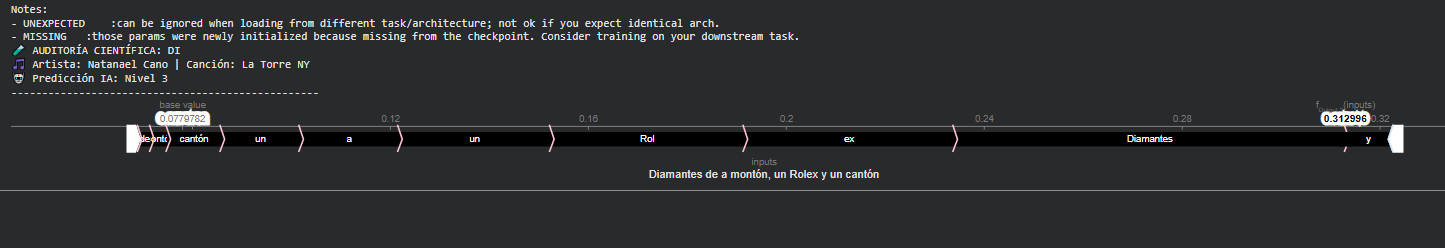 Notes:
- UNEXPECTED    :can be ignored when loading from different task/architecture; not ok if you expect identical arch.
- MISSING   :those params were newly initialized because missing from the checkpoint. Consider training on your downstream task.
🧪 AUDITORÍA CIENTÍFICA: DI
🎵 Artista: Natanael Cano | Canción: La Torre NY
💀 Predicción IA: Nivel 3
------------------------------------------------
base value (inputs)
0.0779782 0.12 0.16 0.2 0.24 0.28 0.312996 0.32
de cantón un a un Rol ex Diamantes y
inputs
Diamantes de a montón, un Rolex y un cantón